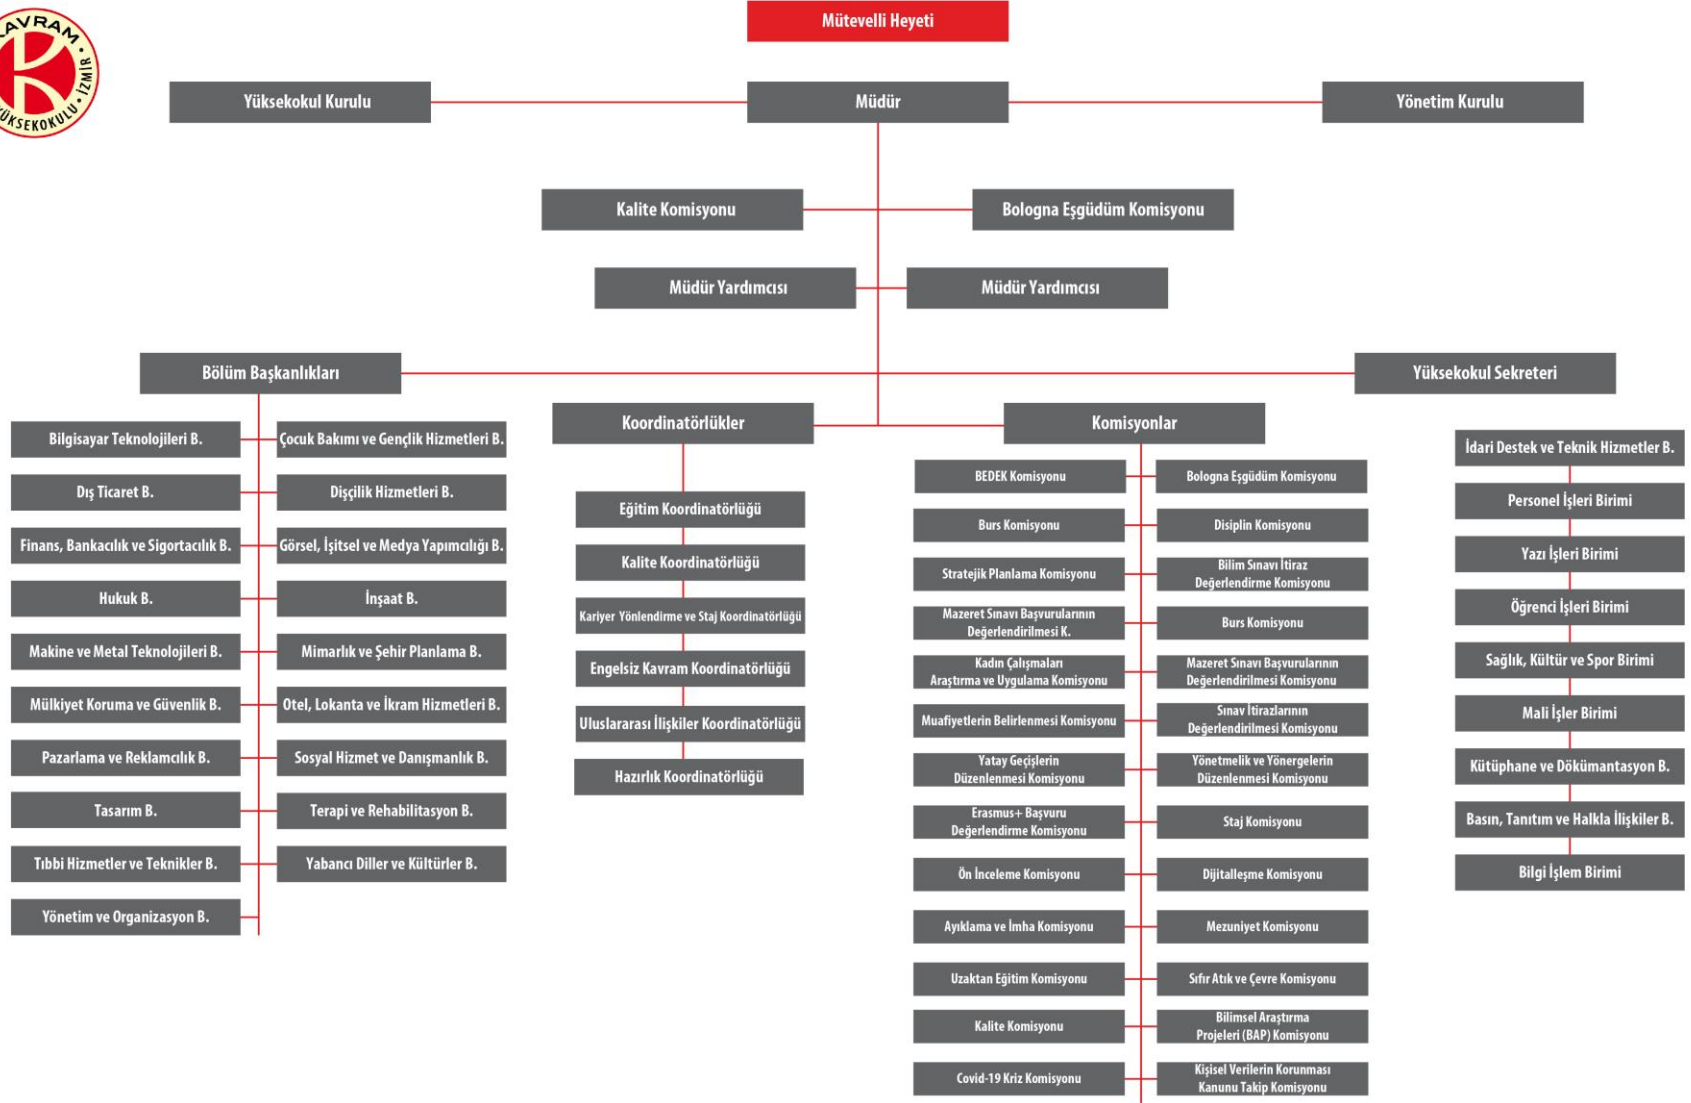 KAVRAM
YÜKSEKOKULU • İZMİR •
Mütevelli Heyeti
Yüksekokul Kurulu
Müdür
Yönetim Kurulu
Kalite Komisyonu
Bologna Eşgüdüm Komisyonu
Müdür Yardımcısı
Müdür Yardımcısı
Bölüm Başkanlıkları
Yüksekokul Sekreteri
Bilgisayar Teknolojileri B.
Çocuk Bakımı ve Gençlik Hizmetleri B.
Dış Ticaret B.
Dişçilik Hizmetleri B.
Finans, Bankacılık ve Sigortacılık B.
Görsel, İşitsel ve Medya Yapımcılığı B.
Hukuk B.
İnşaat B.
Makine ve Metal Teknolojileri B.
Mimarlık ve Şehir Planlama B.
Mülkiyet Koruma ve Güvenlik B.
Otel, Lokanta ve İkram Hizmetleri B.
Pazarlama ve Reklamcılık B.
Sosyal Hizmet ve Danışmanlık B.
Tasarım B.
Terapi ve Rehabilitasyon B.
Tıbbi Hizmetler ve Teknikler B.
Yabancı Diller ve Kültürler B.
Yönetim ve Organizasyon B.
Koordinatörlükler
Eğitim Koordinatörlüğü
Kalite Koordinatörlüğü
Kariyer Yönlendirme ve Staj Koordinatörlüğü
Engelsiz Kavram Koordinatörlüğü
Uluslararası İlişkiler Koordinatörlüğü
Hazırlık Koordinatörlüğü
Komisyonlar
BEDEK Komisyonu
Bologna Eşgüdüm Komisyonu
Burs Komisyonu
Disiplin Komisyonu
Stratejik Planlama Komisyonu
Bilim Sınavı İtiraz
Değerlendirme Komisyonu
Mazeret Sınavı Başvurularının
Değerlendirilmesi K.
Burs Komisyonu
Kadın Çalışmaları
Araştırma ve Uygulama Komisyonu
Mazeret Sınavı Başvurularının
Değerlendirilmesi Komisyonu
Muafiyetlerin Belirlenmesi Komisyonu
Sınav İtirazlarının
Değerlendirilmesi Komisyonu
Yatay Geçişlerin
Düzenlenmesi Komisyonu
Yönetmelik ve Yönergelerin
Düzenlenmesi Komisyonu
Erasmus+ Başvuru
Değerlendirme Komisyonu
Staj Komisyonu
Ön İnceleme Komisyonu
Dijitalleşme Komisyonu
Ayıklama ve İmha Komisyonu
Mezuniyet Komisyonu
Uzaktan Eğitim Komisyonu
Sıfır Atık ve Çevre Komisyonu
Kalite Komisyonu
Bilimsel Araştırma
Projeleri (BAP) Komisyonu
Covid-19 Kriz Komisyonu
Kişisel Verilerin Korunması
Kanunu Takip Komisyonu
İdari Destek ve Teknik Hizmetler B.
Personel İşleri Birimi
Yazı İşleri Birimi
Öğrenci İşleri Birimi
Sağlık, Kültür ve Spor Birimi
Mali İşler Birimi
Kütüphane ve Dökümantasyon B.
Basın, Tanıtım ve Halkla İlişkiler B.
Bilgi İşlem Birimi